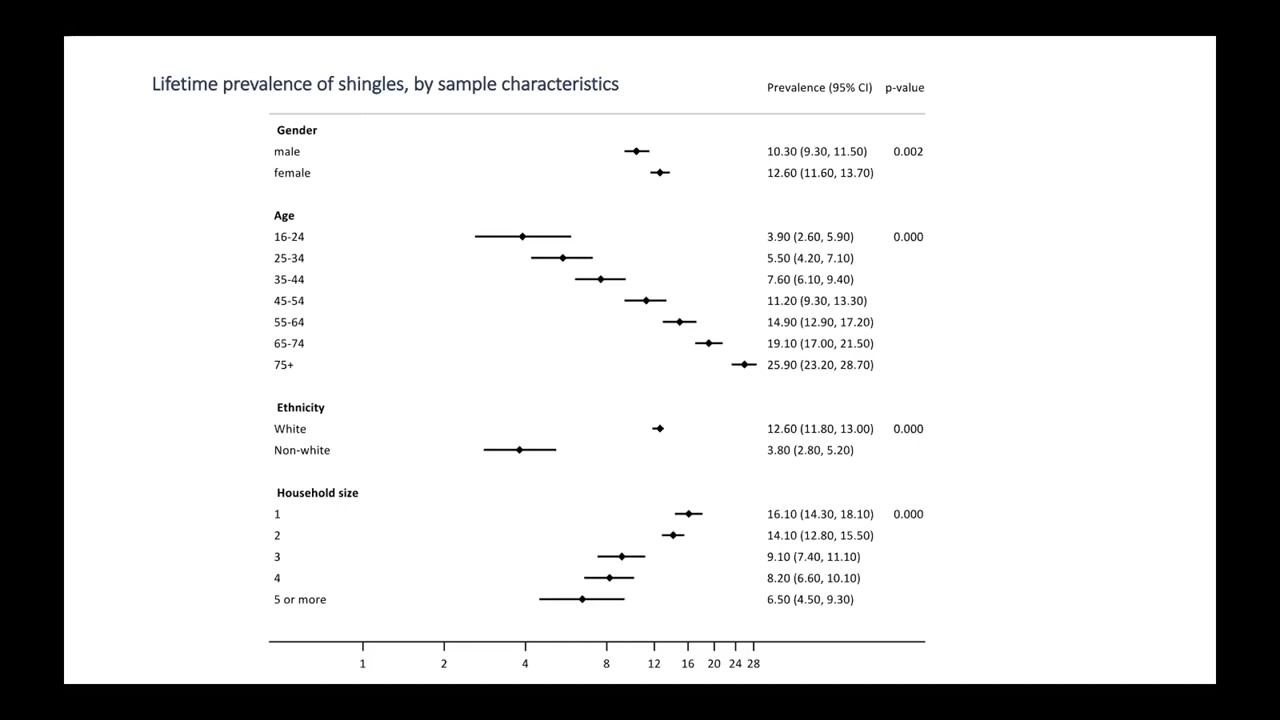 Lifetime prevalence of shingles, by sample characteristics
Prevalence (95% CI) p-value
Gender
male 10.30 (9.30, 11.50) 0.002
female 12.60 (11.60, 13.70)
Age
16-24 3.90 (2.60, 5.90) 0.000
25-34 5.50 (4.20, 7.10)
35-44 7.60 (6.10, 9.40)
45-54 11.20 (9.30, 13.30)
55-64 14.90 (12.90, 17.20)
65-74 19.10 (17.00, 21.50)
75+ 25.90 (23.20, 28.70)
Ethnicity
White 12.60 (11.80, 13.00) 0.000
Non-white 3.80 (2.80, 5.20)
Household size
1 16.10 (14.30, 18.10) 0.000
2 14.10 (12.80, 15.50)
3 9.10 (7.40, 11.10)
4 8.20 (6.60, 10.10)
5 or more 6.50 (4.50, 9.30)
1 2 4 8 12 16 20 24 28